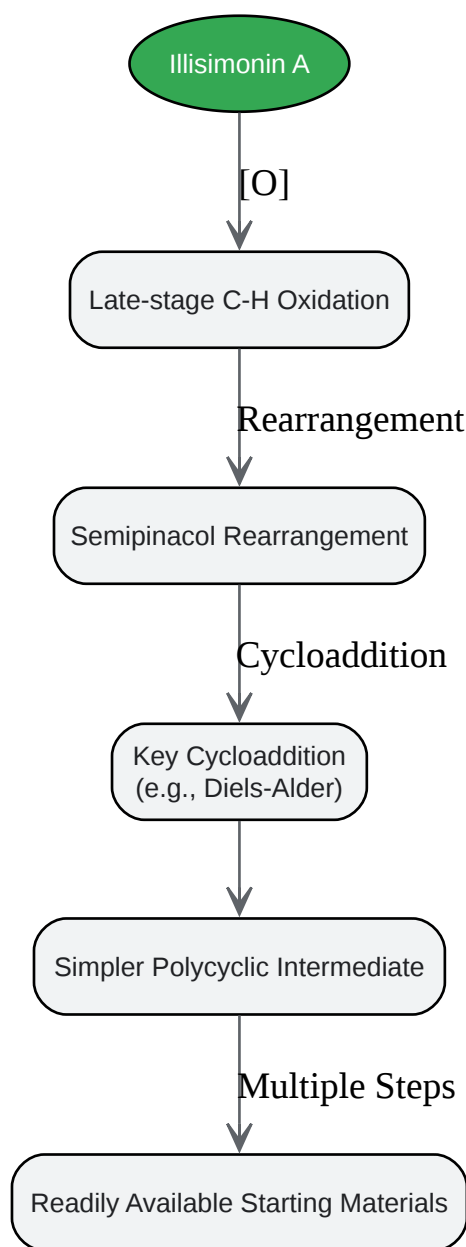 Illisimonin A
[O]
Late-stage C-H Oxidation
Rearrangement
Semipinacol Rearrangement
Cycloaddition
Key Cycloaddition
(e.g., Diels-Alder)
Simpler Polycyclic Intermediate
Multiple Steps
Readily Available Starting Materials